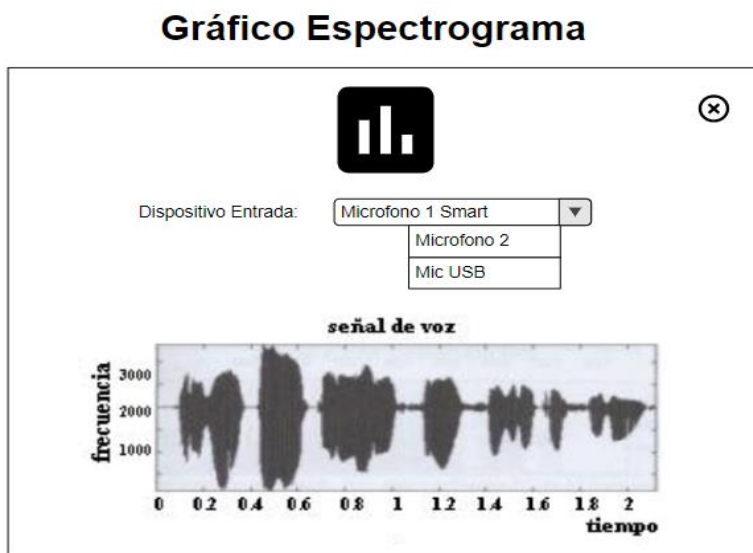 Gráfico Espectrograma
Dispositivo Entrada: Microfono 1 Smart
Microfono 2
Mic USB
señal de voz
frecuencia
3000
2000
1000
0 0.2 0.4 0.6 0.8 1 1.2 1.4 1.6 1.8 2
tiempo